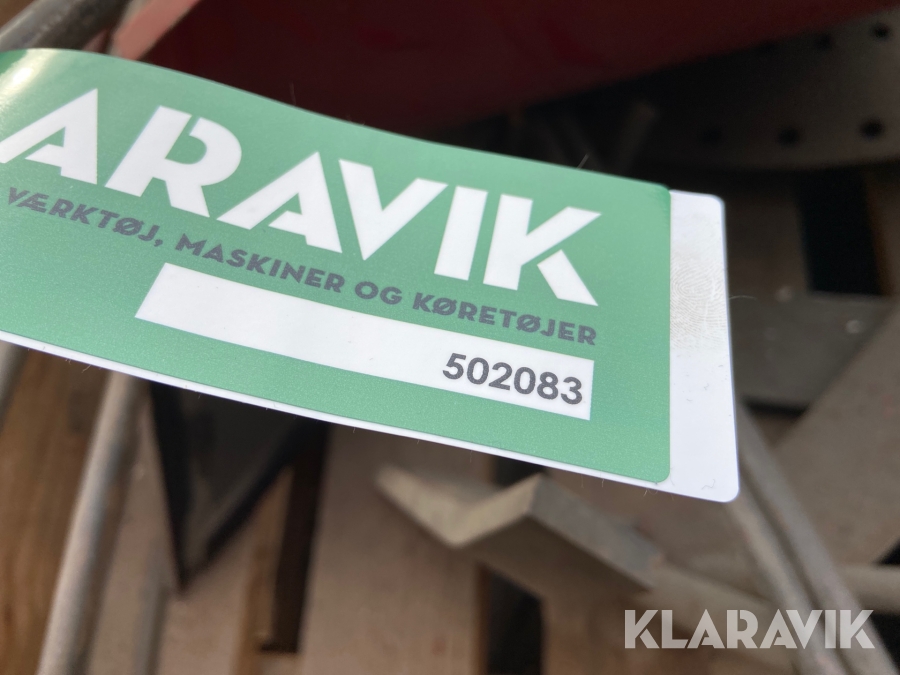 ARAVIK
VÆRKTØJ, MASKINER OG KØRETØJER
502083
KLARAVIK